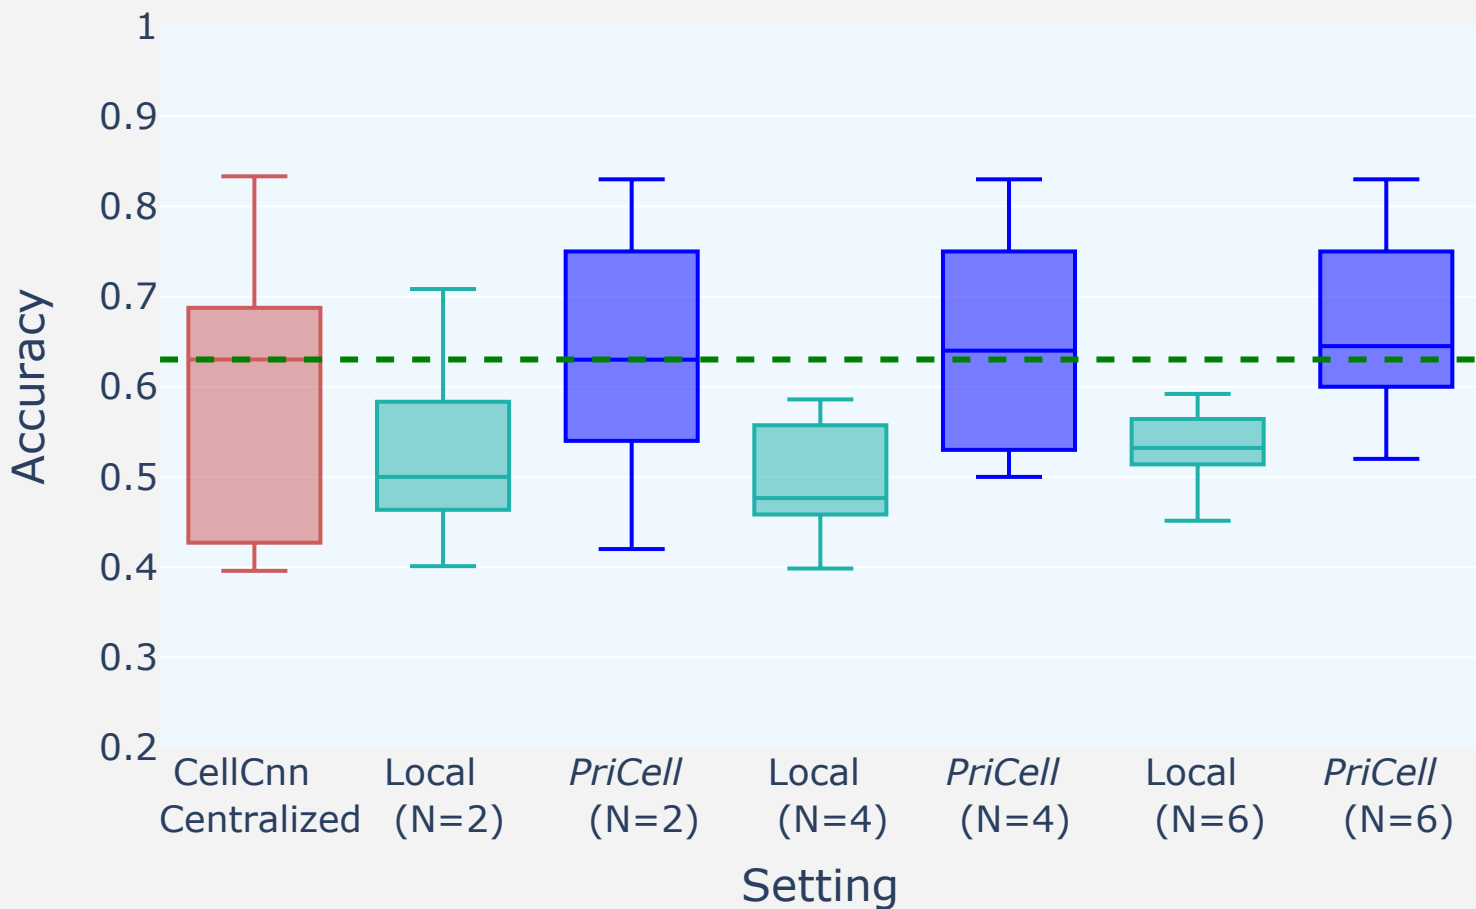 1
0.9
0.8
0.7
0.6
0.5
0.4
0.3
0.2
Accuracy
CellCnn Local PriCell Local PriCell Local PriCell
Centralized (N=2) (N=2) (N=4) (N=4) (N=6) (N=6)
Setting